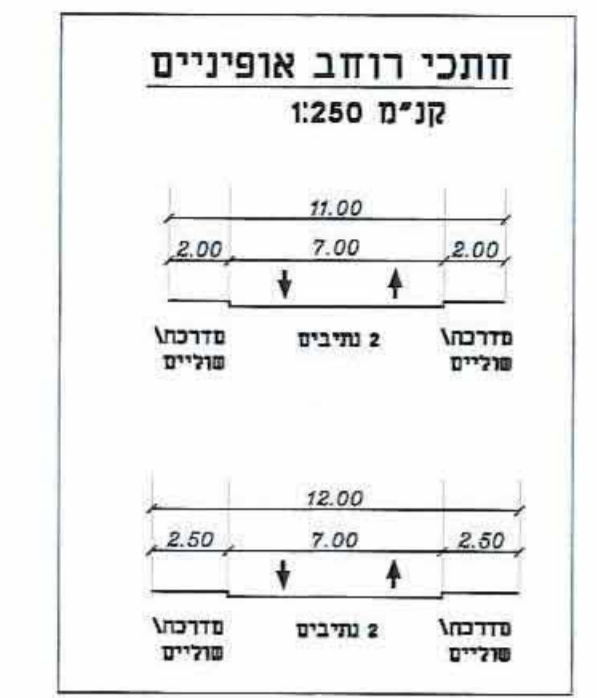 חתכי רוחב אופיניים
קנ"מ 1:250
11.00
2.00 7.00 2.00
מדרכה\ 2 נתיבים מדרכה\
שוליים שוליים
12.00
2.50 7.00 2.50
מדרכה\ 2 נתיבים מדרכה\
שוליים שוליים